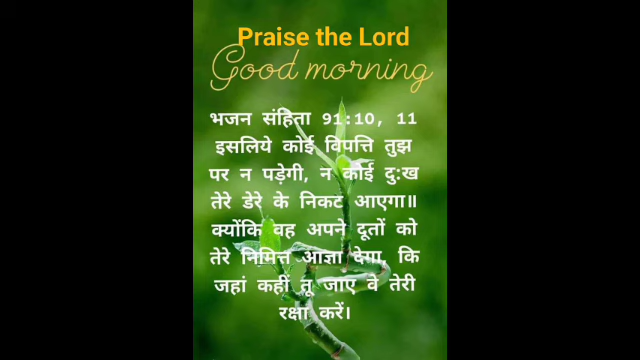 Praise the Lord
Good morning
भजन संहिता 91:10, 11
इसलिये कोई विपत्ति तुझ
पर न पड़ेगी, न कोई दु:ख
तेरे डेरे के निकट आएगा॥
क्योंकि वह अपने दूतों को
तेरे निमित्त आज्ञा देगा, कि
जहां कहीं तू जाए वे तेरी
रक्षा करें।